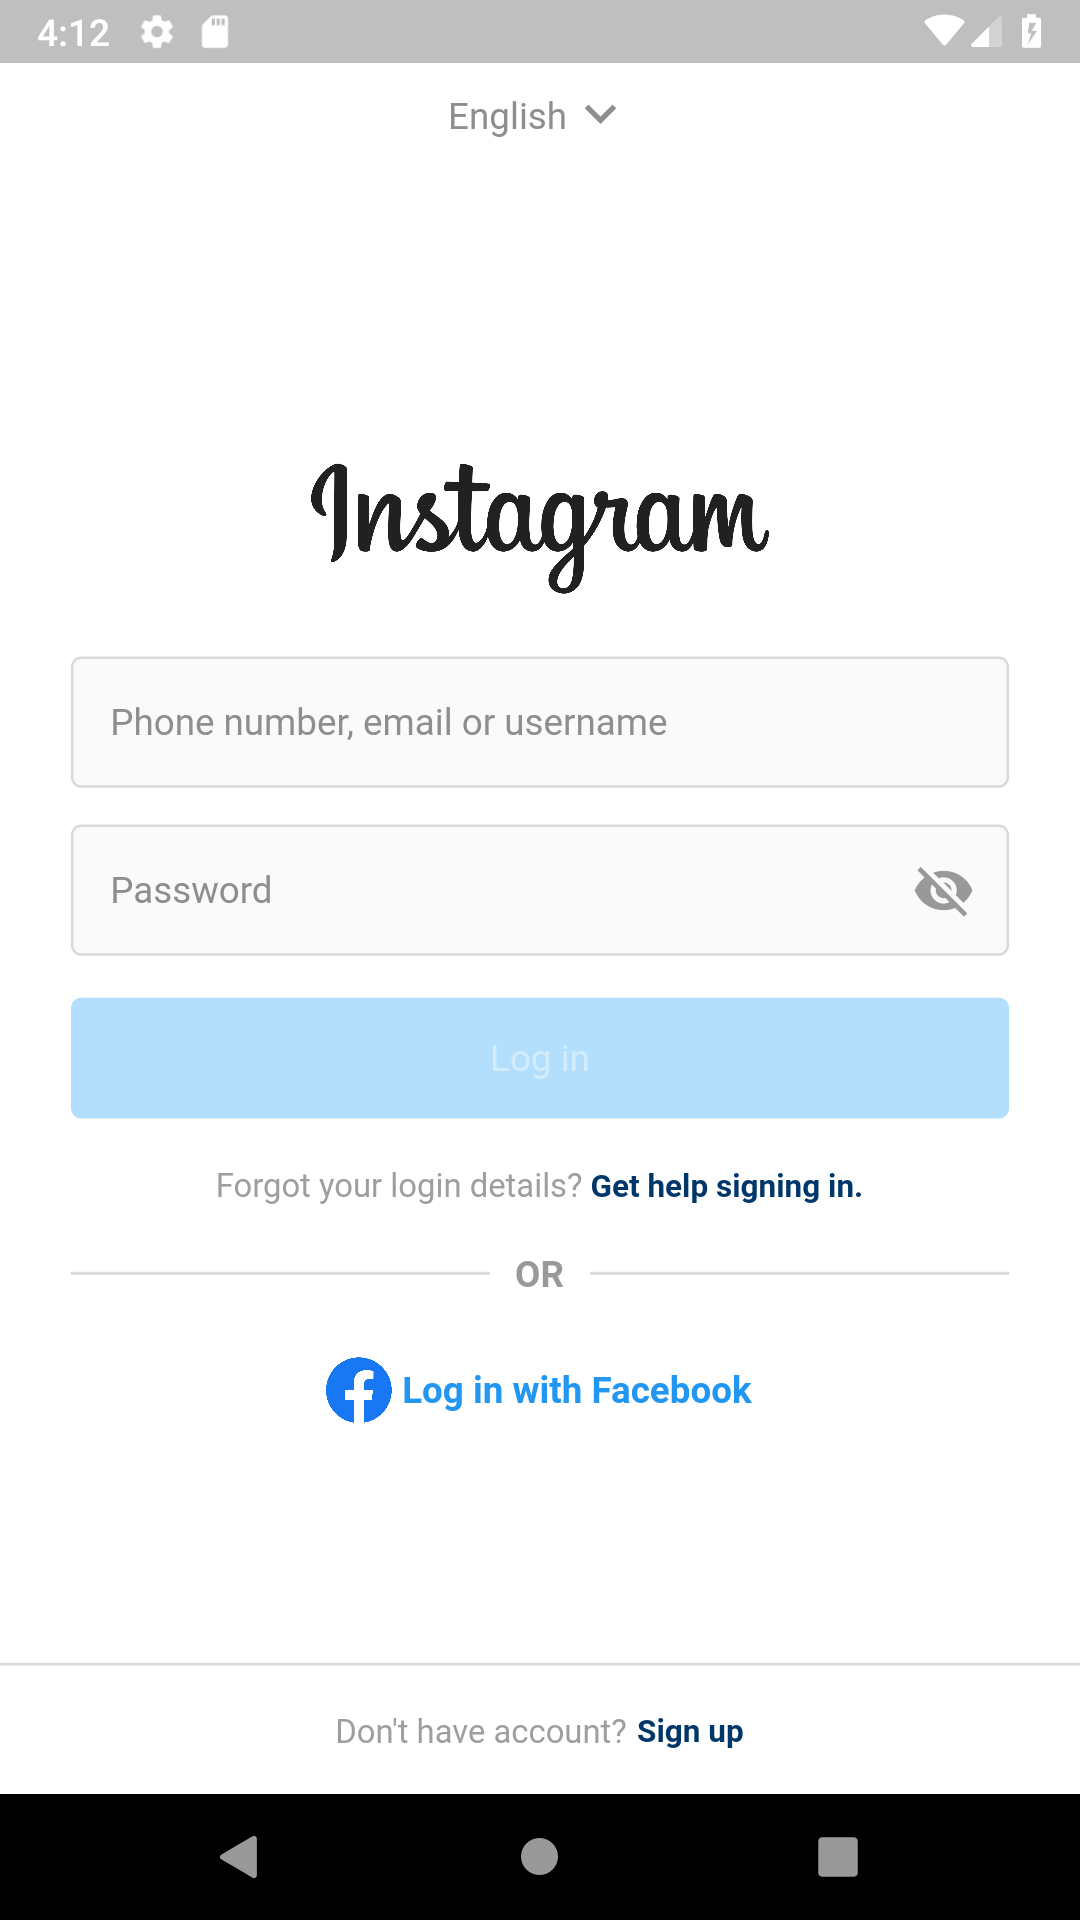 4:12
English
Instagram
Phone number, email or username
Password
Log in
Forgot your login details? Get help signing in.
OR
Log in with Facebook
Don't have account? Sign up